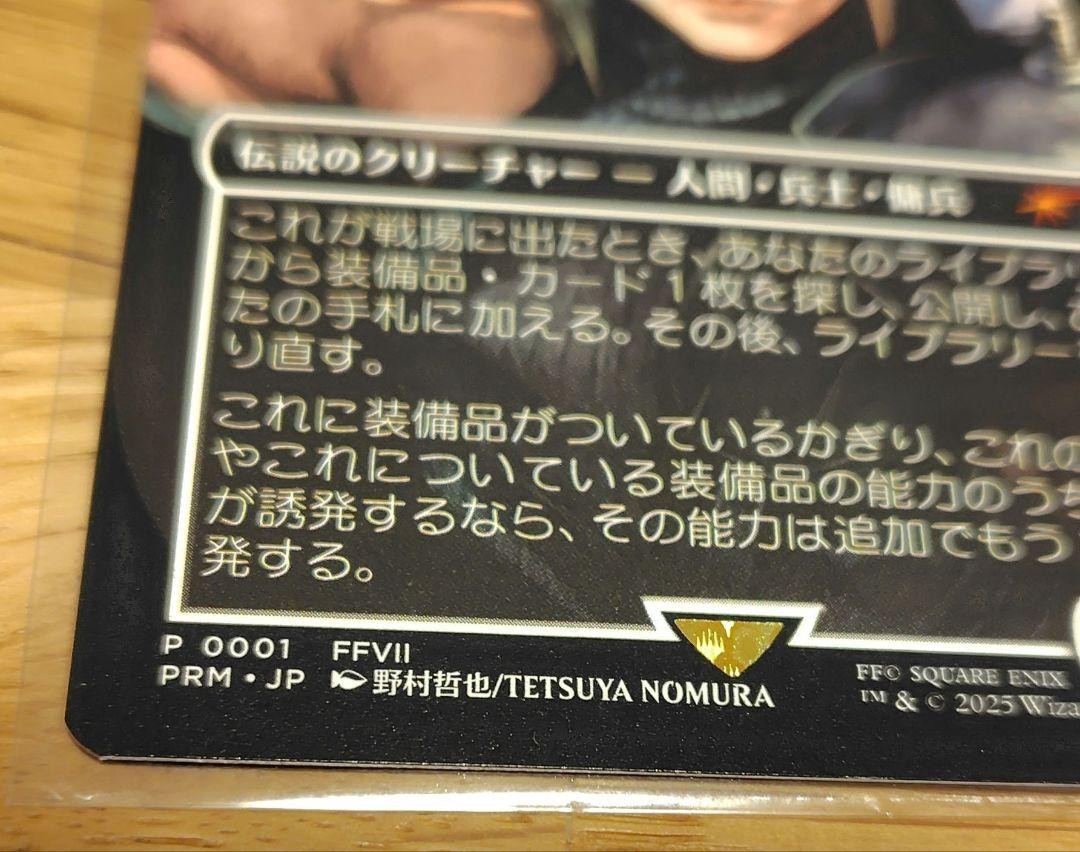 伝説のクリーチャー ー 人間・兵士・傭兵
これが戦場に出たとき、あなたのライブラリ
から装備品・カード１枚を探し、公開し、
たの手札に加える。その後、ライブラリー
り直す。
これに装備品がついているかぎり、これの
やこれについている装備品の能力のうち
が誘発するなら、その能力は追加でもう
発する。
P 0001 FFVII
PRM・JP 野村哲也/TETSUYA NOMURA
FF© SQUARE ENIX
TM & © 2025 Wiza